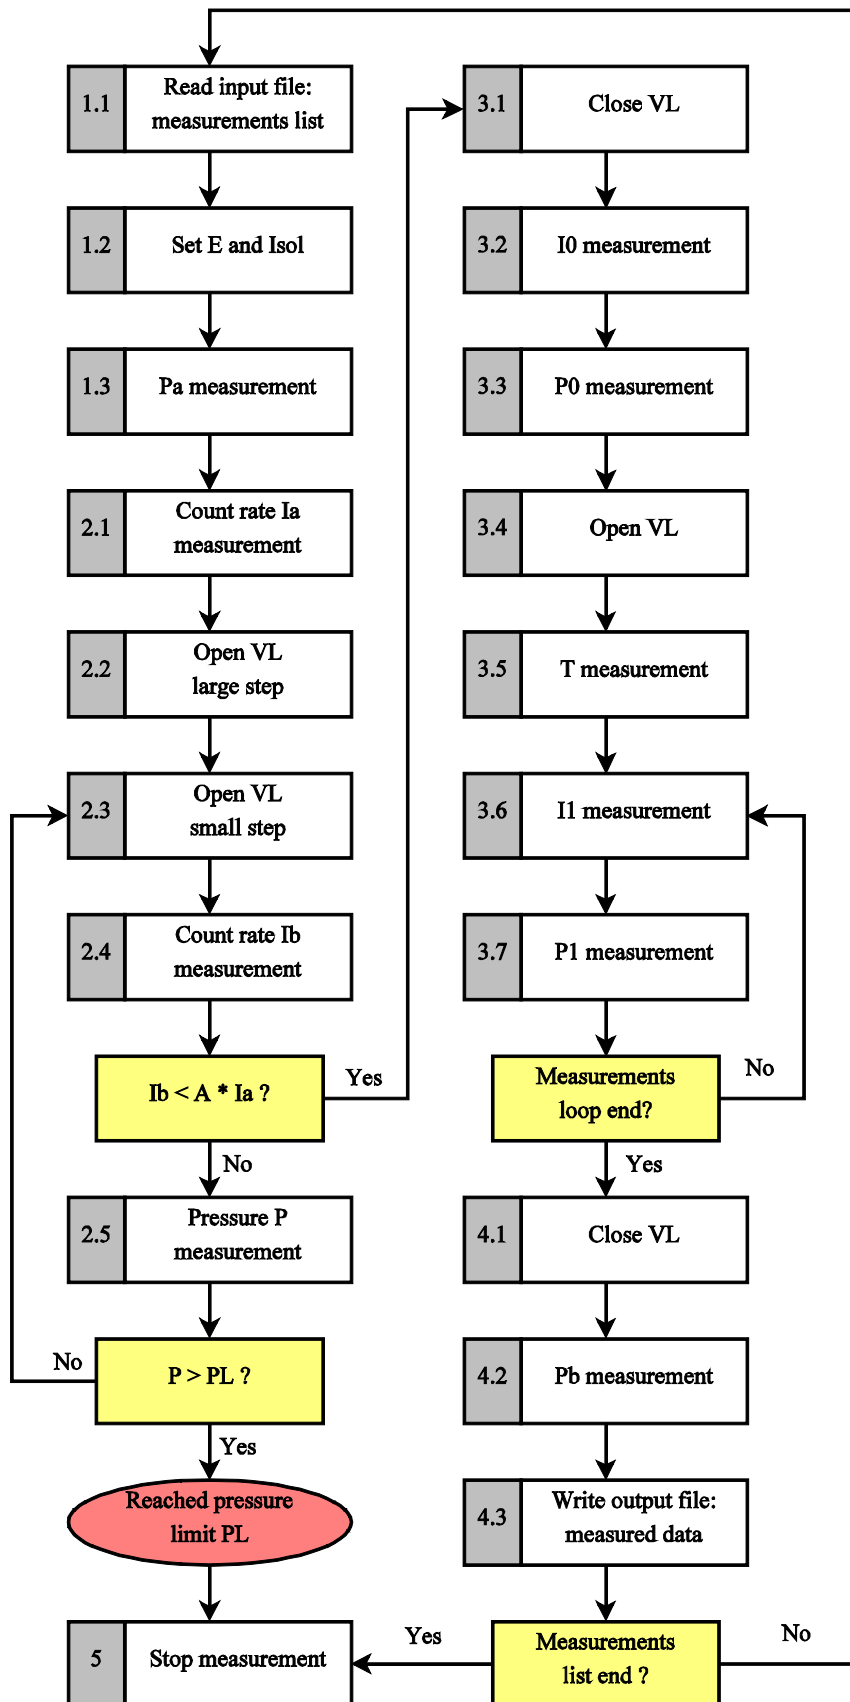 1.1
Read input file:
measurements list
1.2
Set E and Isol
1.3
Pa measurement
2.1
Count rate Ia
measurement
2.2
Open VL
large step
2.3
Open VL
small step
2.4
Count rate Ib
measurement
Ib < A * Ia ?
Yes
No
2.5
Pressure P
measurement
No
P > PL ?
Yes
Reached pressure
limit PL
5
Stop measurement
3.1
Close VL
3.2
I0 measurement
3.3
P0 measurement
3.4
Open VL
3.5
T measurement
3.6
I1 measurement
3.7
P1 measurement
Measurements
loop end?
No
Yes
4.1
Close VL
4.2
Pb measurement
4.3
Write output file:
measured data
Yes
Measurements
list end ?
No